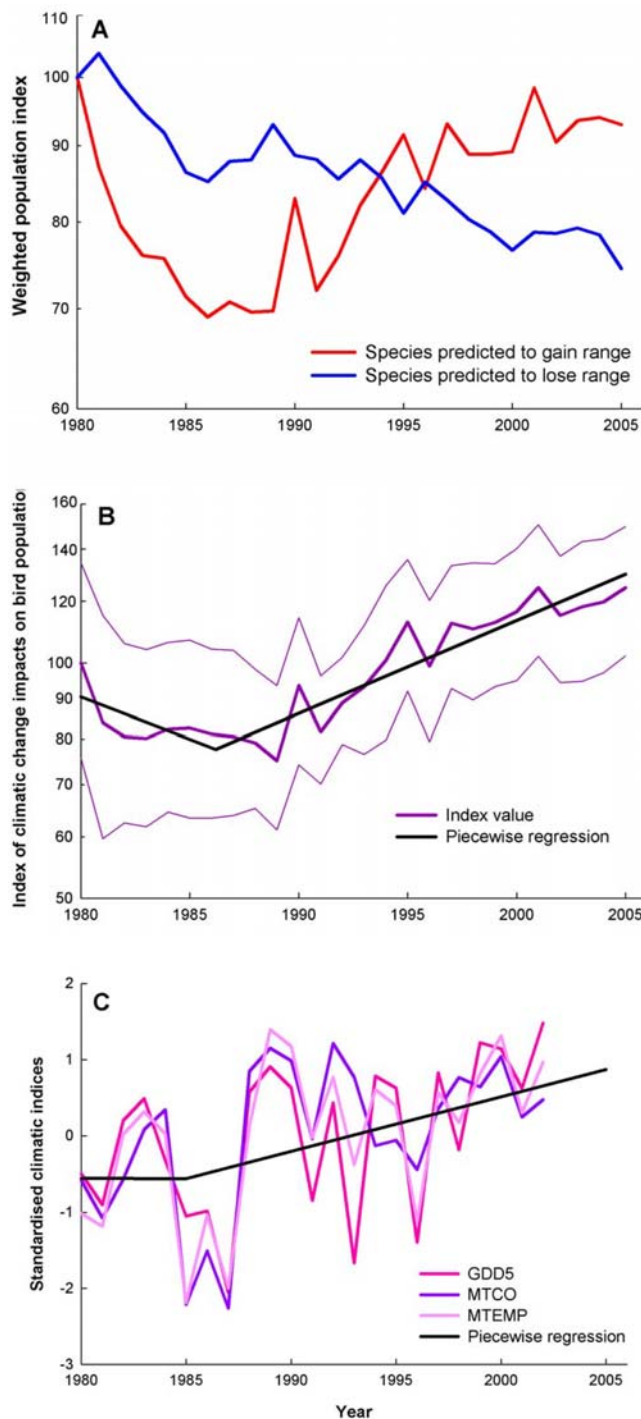 A
Weighted population index
110
100
90
80
70
60
Species predicted to gain range
Species predicted to lose range
1980 1985 1990 1995 2000 2005
B
Index of climatic change impacts on bird population
160
140
120
100
90
80
70
60
50
Index value
Piecewise regression
1980 1985 1990 1995 2000 2005
C
Standardised climatic indices
2
1
0
-1
-2
-3
GDD5
MTCO
MTEMP
Piecewise regression
1980 1985 1990 1995 2000 2005
Year